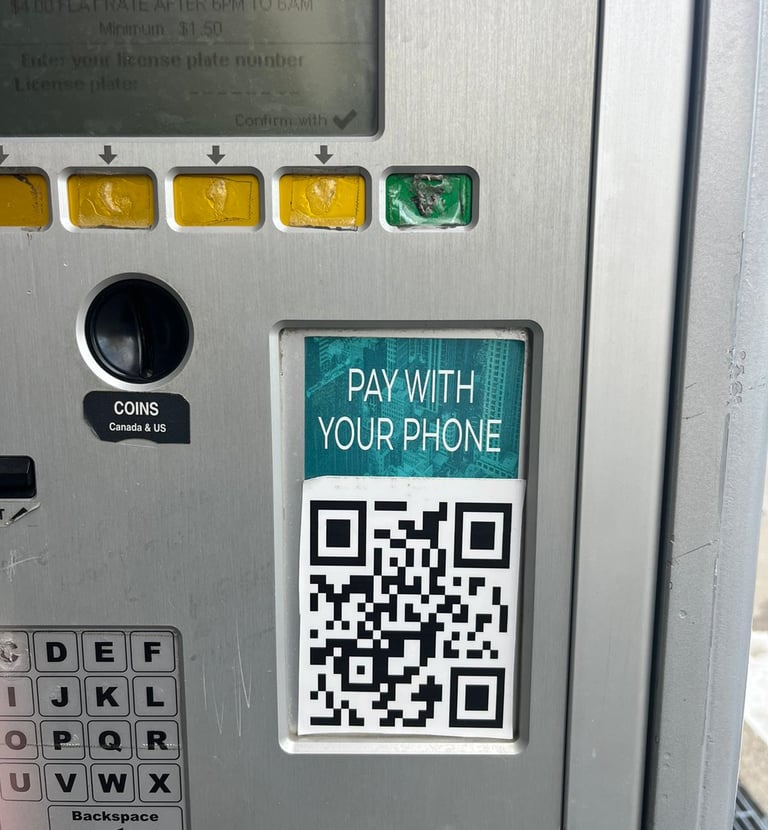 $4.00 FLAT RATE AFTER 6PM TO 6AM
Minimum $1.50
Enter your license plate number
License plate:
Confirm with
COINS
Canada & US
PAY WITH
YOUR PHONE
C D E F
I J K L
O P Q R
U V W X
Backspace